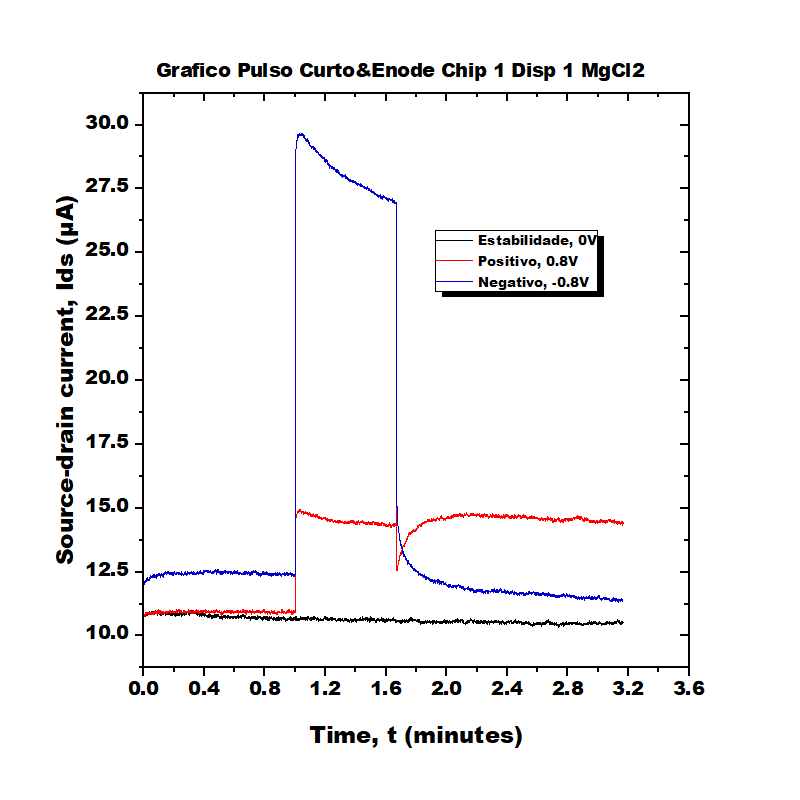 Grafico Pulso Curto&Enode Chip 1 Disp 1 MgCl2
Source-drain current, Ids (µA)
30.0
27.5
25.0
22.5
20.0
17.5
15.0
12.5
10.0
Estabilidade, 0V
Positivo, 0.8V
Negativo, -0.8V
0.0 0.4 0.8 1.2 1.6 2.0 2.4 2.8 3.2 3.6
Time, t (minutes)